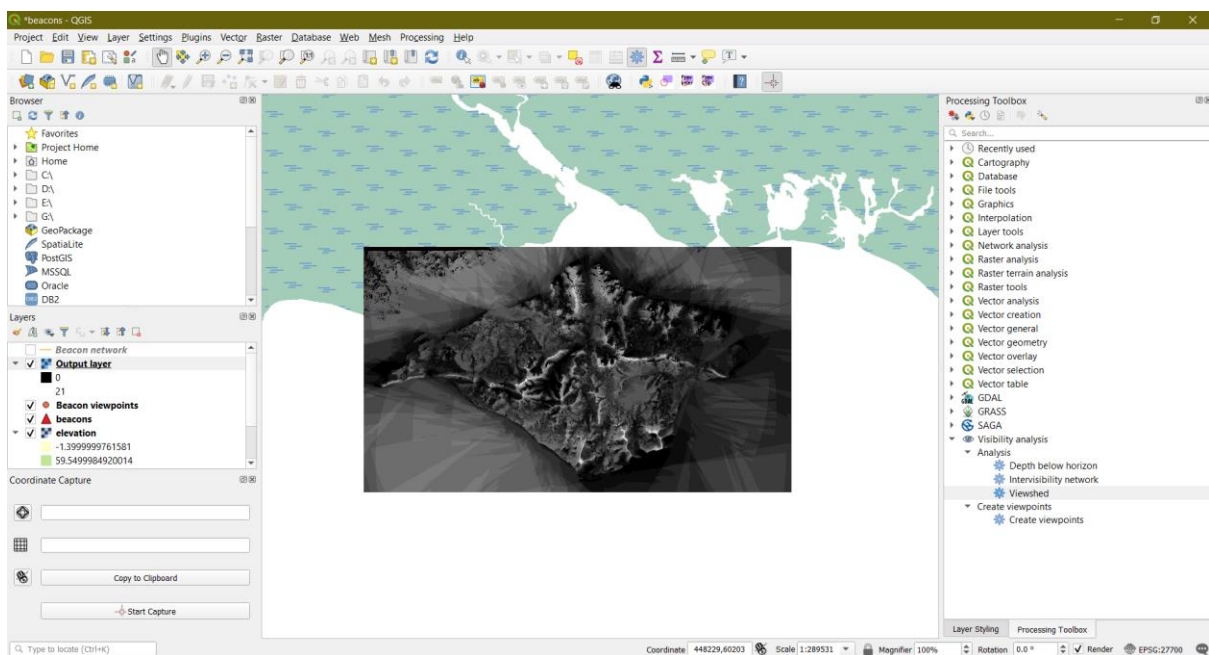 *beacons - QGIS
Project Edit View Layer Settings Plugins Vector Raster Database Web Mesh Processing Help
Browser
Favorites
Project Home
Home
C:\
D:\
E:\
G:\
GeoPackage
SpatiaLite
PostGIS
MSSQL
Oracle
DB2
Layers
Beacon network
Output layer
0
21
Beacon viewpoints
beacons
elevation
-1.3999999761581
59.5499984920014
Coordinate Capture
Copy to Clipboard
Start Capture
Processing Toolbox
Search...
Recently used
Cartography
Database
File tools
Graphics
Interpolation
Layer tools
Network analysis
Raster analysis
Raster terrain analysis
Raster tools
Vector analysis
Vector creation
Vector general
Vector geometry
Vector overlay
Vector selection
Vector table
GDAL
GRASS
SAGA
Visibility analysis
Analysis
Depth below horizon
Intervisibility network
Viewshed
Create viewpoints
Create viewpoints
Layer Styling Processing Toolbox
Type to locate (Ctrl+K) Coordinate 448229,60203 Scale 1:289531 Magnifier 100% Rotation 0.0 ° Render EPSG:27700